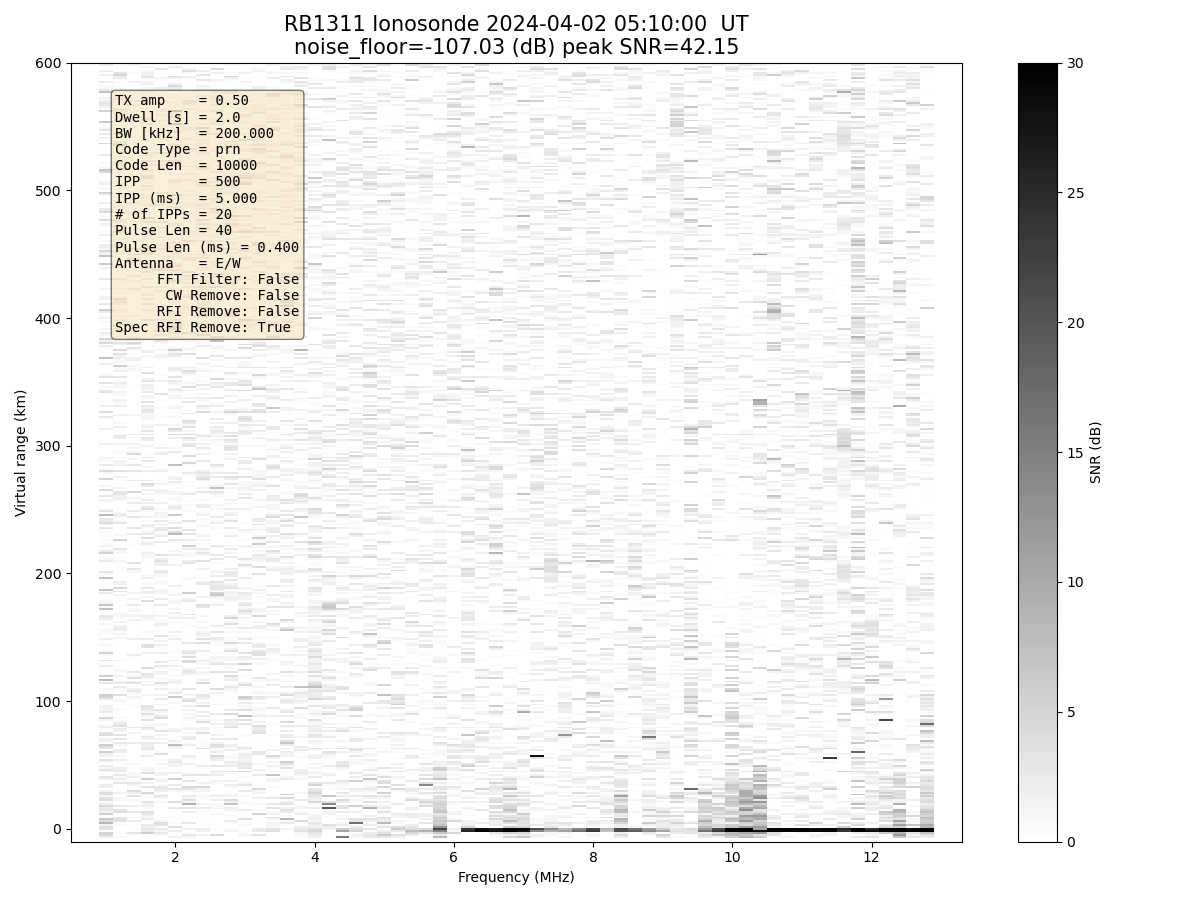 RB1311 Ionosonde 2024-04-02 05:10:00  UT
noise_floor=-107.03 (dB) peak SNR=42.15
TX amp    = 0.50
Dwell [s] = 2.0
BW [kHz]  = 200.000
Code Type = prn
Code Len  = 10000
IPP       = 500
IPP (ms)  = 5.000
# of IPPs = 20
Pulse Len = 40
Pulse Len (ms) = 0.400
Antenna   = E/W
FFT Filter: False
CW Remove: False
RFI Remove: False
Spec RFI Remove: True
600
500
400
300
200
100
0
Virtual range (km)
2 4 6 8 10 12
Frequency (MHz)
30
25
20
15
10
5
0
SNR (dB)